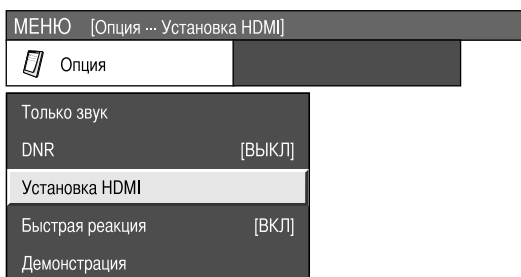 МЕНЮ [Опция ... Установка HDMI]
Опция
Только звук
DNR [ВЫКЛ]
Установка HDMI
Быстрая реакция [ВКЛ]
Демонстрация